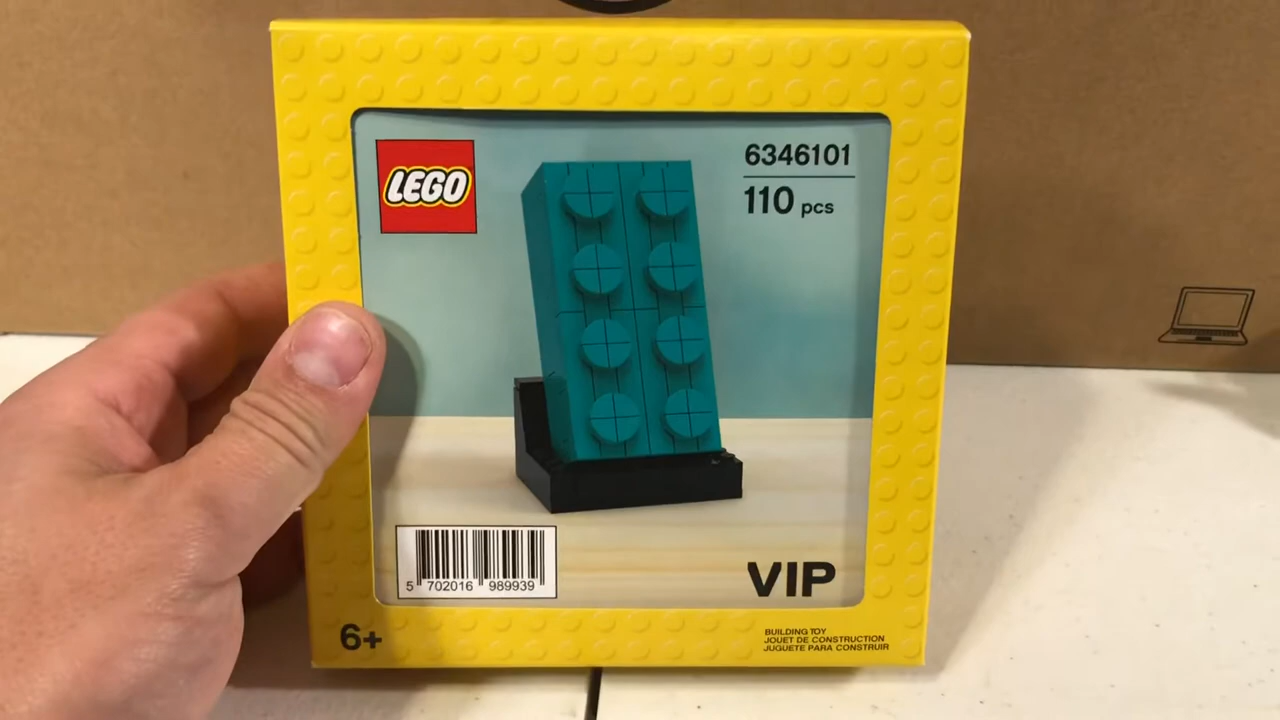 LEGO
6346101
110 pcs
5 702016 989939
VIP
6+
BUILDING TOY
JOUET DE CONSTRUCTION
JUGUETE PARA CONSTRUIR